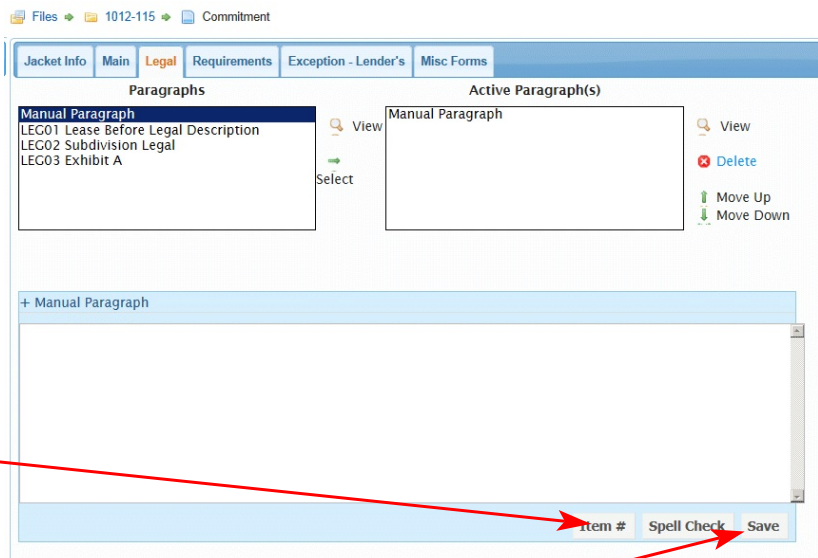 Files 1012-115 Commitment
Jacket Info Main Legal Requirements Exception - Lender's Misc Forms
Paragraphs Active Paragraph(s)
Manual Paragraph
LEG01 Lease Before Legal Description
LEG02 Subdivision Legal
LEG03 Exhibit A
View
Select
Manual Paragraph
View
Delete
Move Up
Move Down
+ Manual Paragraph
Item # Spell Check Save